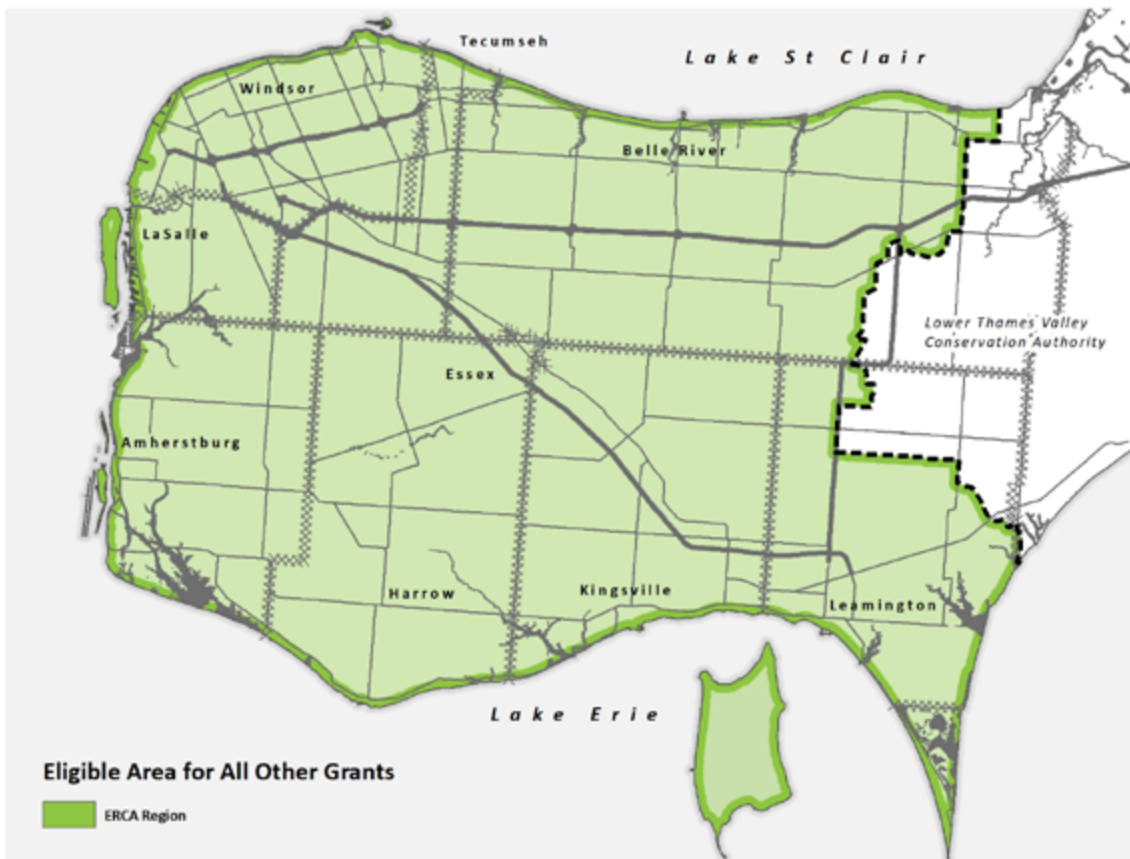 Tecumseh
Lake St Clair
Windsor
Belle River
LaSalle
Lower Thames Valley
Conservation Authority
Essex
Amherstburg
Harrow
Kingsville
Leamington
Lake Erie
Eligible Area for All Other Grants
ERCA Region